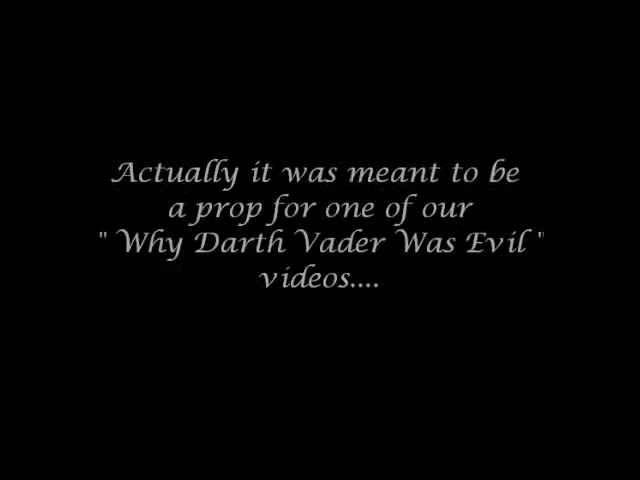 Actually it was meant to be
a prop for one of our
" Why Darth Vader Was Evil "
videos....